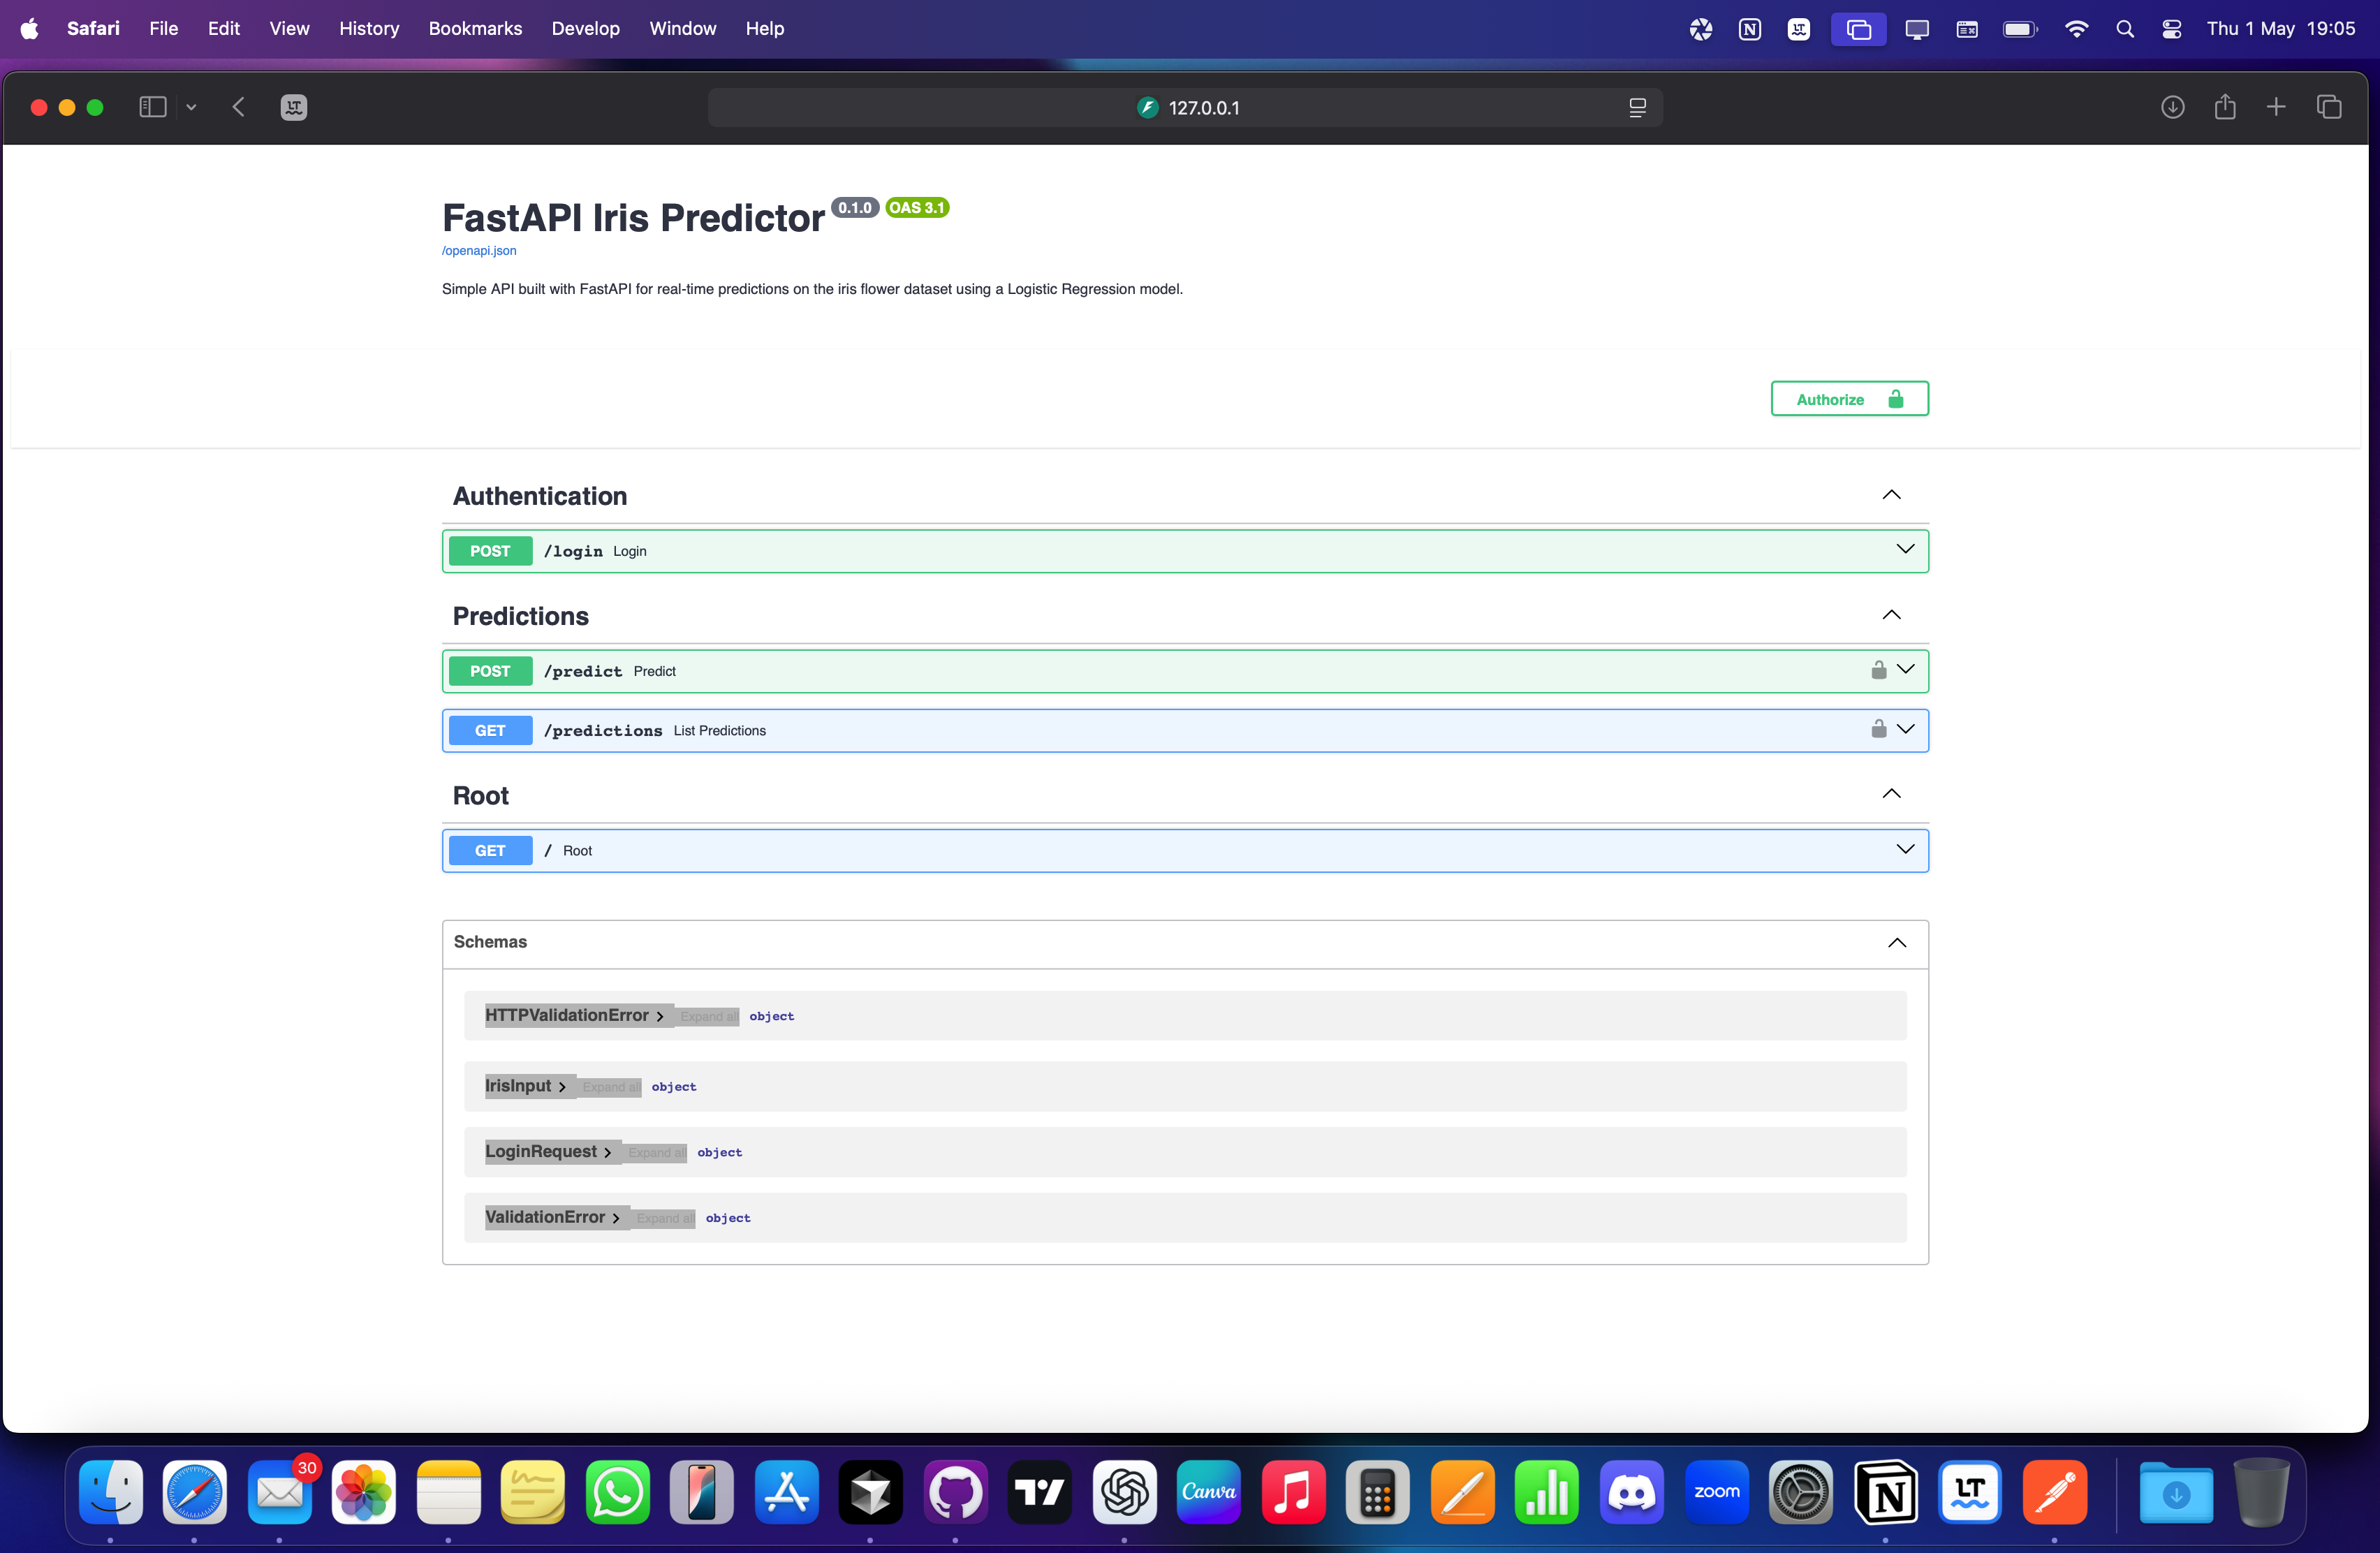 Safari File Edit View History Bookmarks Develop Window Help Thu 1 May 19:05
127.0.0.1
FastAPI Iris Predictor 0.1.0 OAS 3.1
/openapi.json
Simple API built with FastAPI for real-time predictions on the iris flower dataset using a Logistic Regression model.
Authorize
Authentication
POST /login Login
Predictions
POST /predict Predict
GET /predictions List Predictions
Root
GET / Root
Schemas
HTTPValidationError Expand all object
IrisInput Expand all object
LoginRequest Expand all object
ValidationError Expand all object
30
Canva
zoom
LT